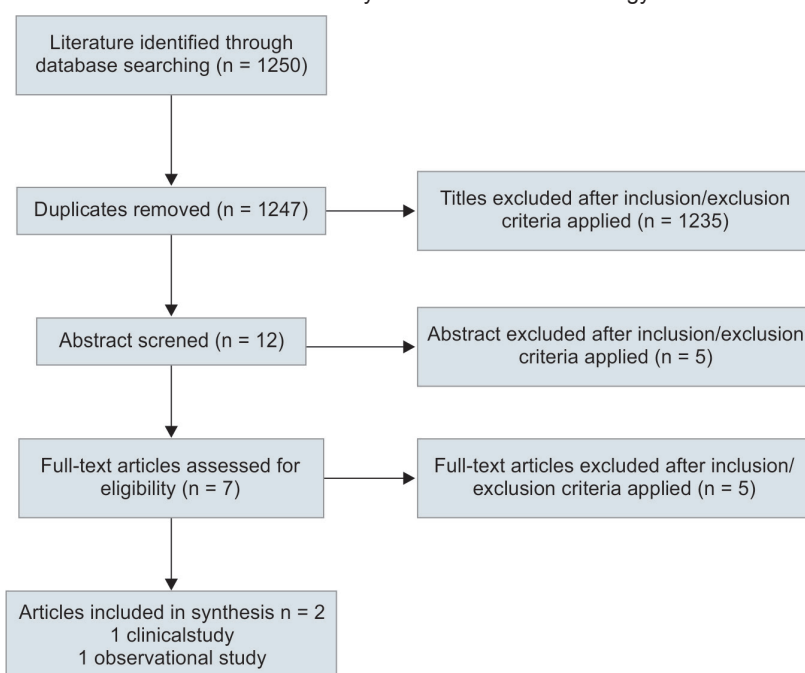 Literature identified through
database searching (n = 1250)
Duplicates removed (n = 1247)
Titles excluded after inclusion/exclusion
criteria applied (n = 1235)
Abstract screned (n = 12)
Abstract excluded after inclusion/exclusion
criteria applied (n = 5)
Full-text articles assessed for
eligibility (n = 7)
Full-text articles excluded after inclusion/
exclusion criteria applied (n = 5)
Articles included in synthesis n = 2
1 clinicalstudy
1 observational study